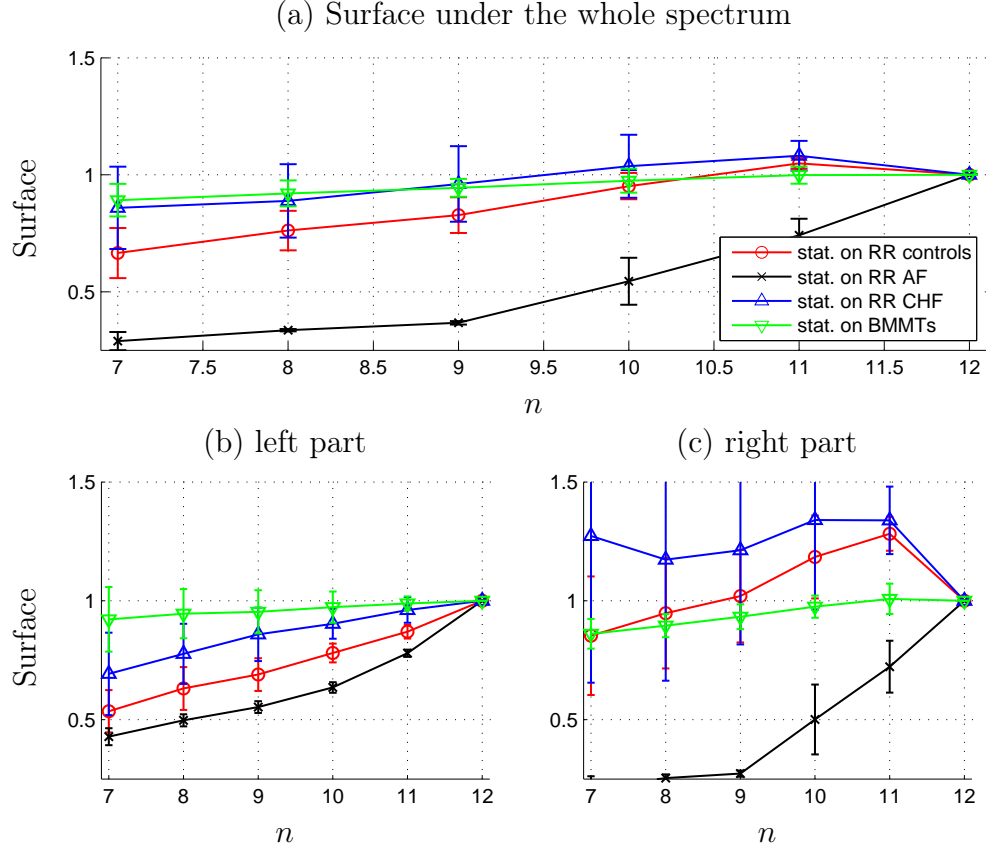 (a) Surface under the whole spectrum
1.5
1
0.5
Surface
7 7.5 8 8.5 9 9.5 10 10.5 11 11.5 12
n
stat. on RR controls
stat. on RR AF
stat. on RR CHF
stat. on BMMTs
(b) left part
1.5
1
0.5
Surface
7 8 9 10 11 12
n
(c) right part
1.5
1
0.5
7 8 9 10 11 12
n